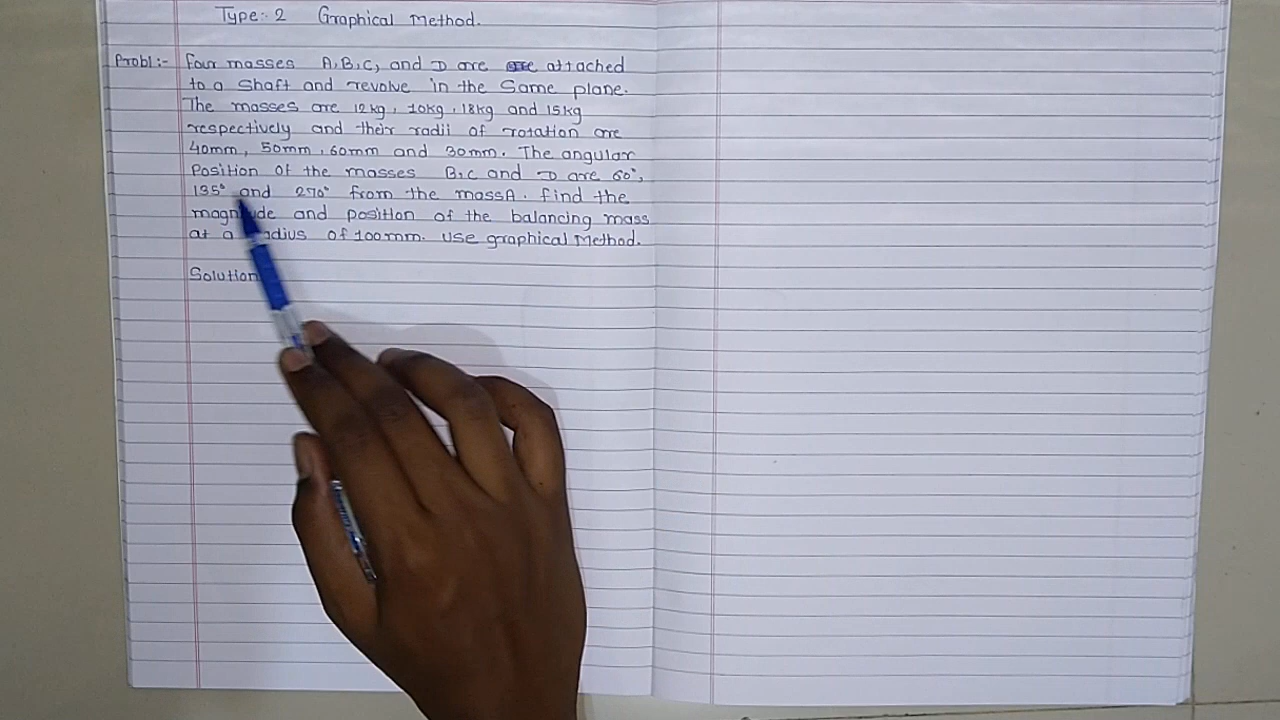 Type:- 2 Graphical Method.
Prob1:- Four masses A,B,C, and D are attached
to a shaft and revolve in the same plane.
The masses are 12kg, 10kg, 18kg and 15kg
respectively and their radii of rotation are
40mm, 50mm, 60mm and 30mm. The angular
Position of the masses B,C and D are 60°,
135° and 270° from the mass A. find the
and position of the balancing mass
at a of 100mm. Use graphical Method.
Solution